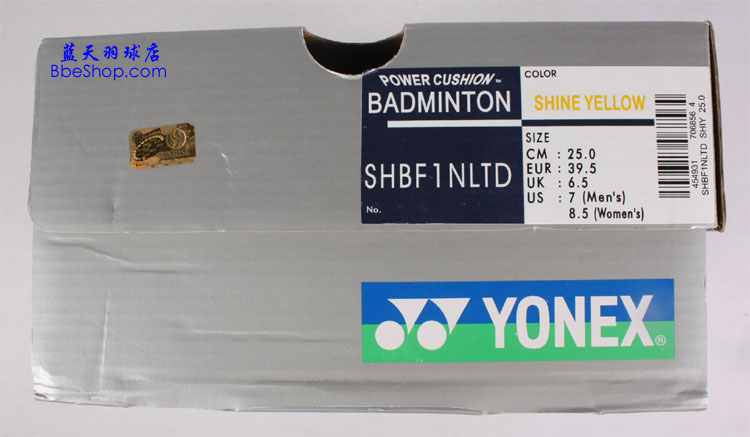 蓝天羽球店
BbeShop.com
POWER CUSHION™
BADMINTON
SHBF1NLTD
No.
COLOR
SHINE YELLOW
SIZE
CM : 25.0
EUR : 39.5
UK : 6.5
US : 7 (Men's)
8.5 (Women's)
454931 706856 4
SHBF1NLTD SHIY 25.0
YONEX®